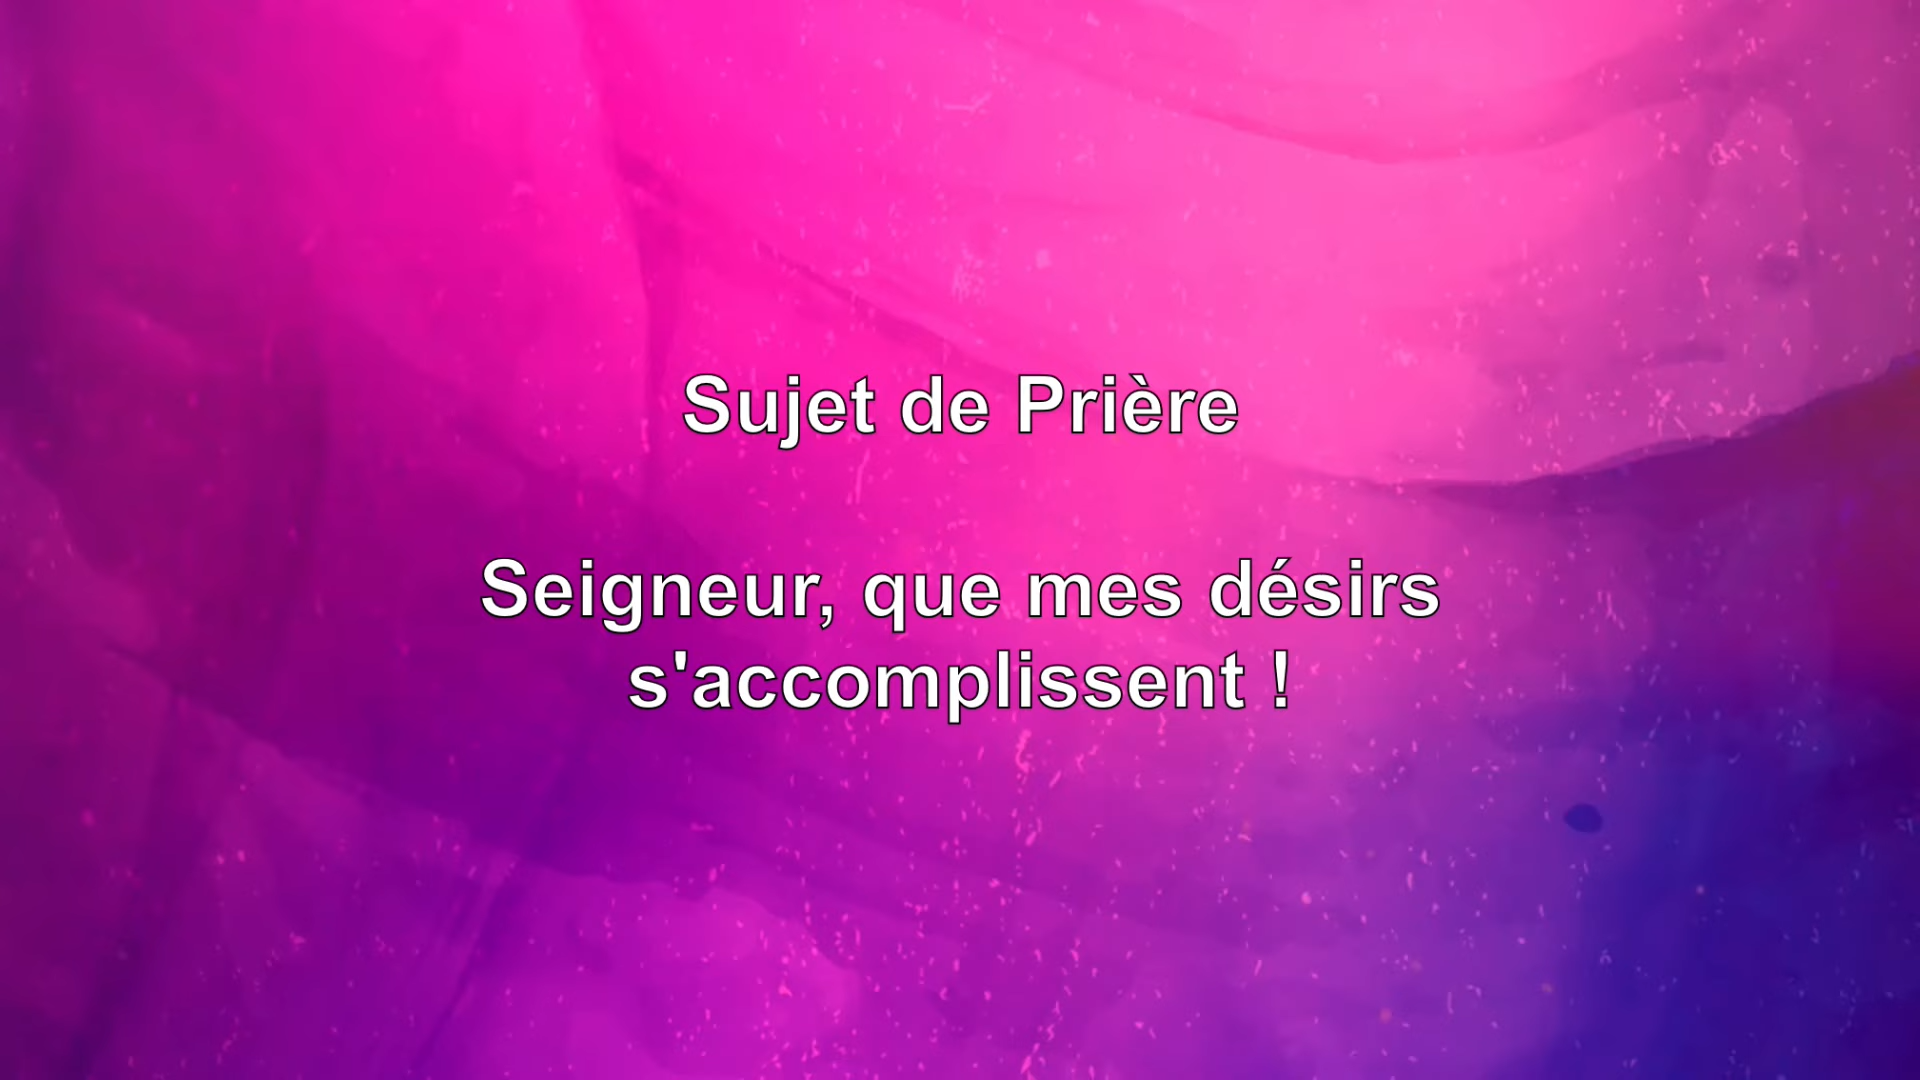 Sujet de Prière
Seigneur, que mes désirs
s'accomplissent !